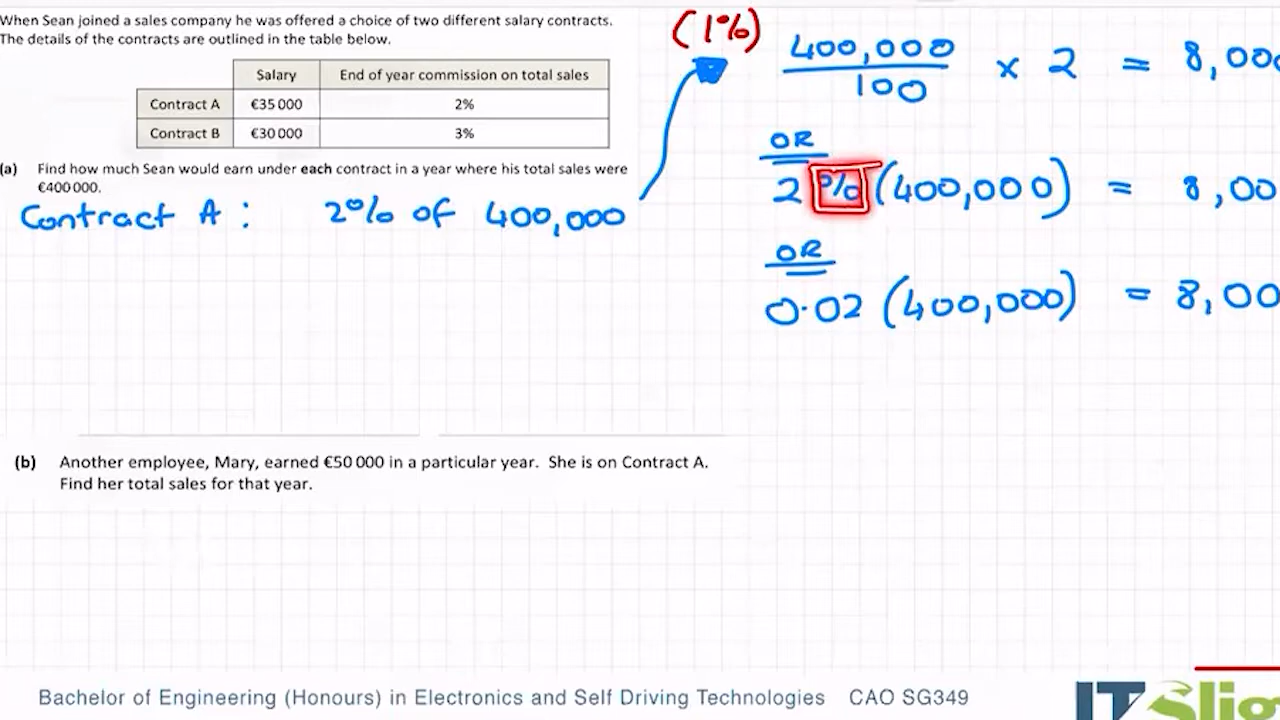 When Sean joined a sales company he was offered a choice of two different salary contracts.
The details of the contracts are outlined in the table below.
Salary End of year commission on total sales
Contract A €35 000 2%
Contract B €30 000 3%
(a) Find how much Sean would earn under each contract in a year where his total sales were
€400 000.
Contract A : 2% of 400,000
(1%)
400,000
100
x 2 = 8,000
OR
2 % (400,000) = 8,00
OR
0.02 (400,000) = 8,00
(b) Another employee, Mary, earned €50 000 in a particular year. She is on Contract A.
Find her total sales for that year.
Bachelor of Engineering (Honours) in Electronics and Self Driving Technologies CAO SG349
IT Slig